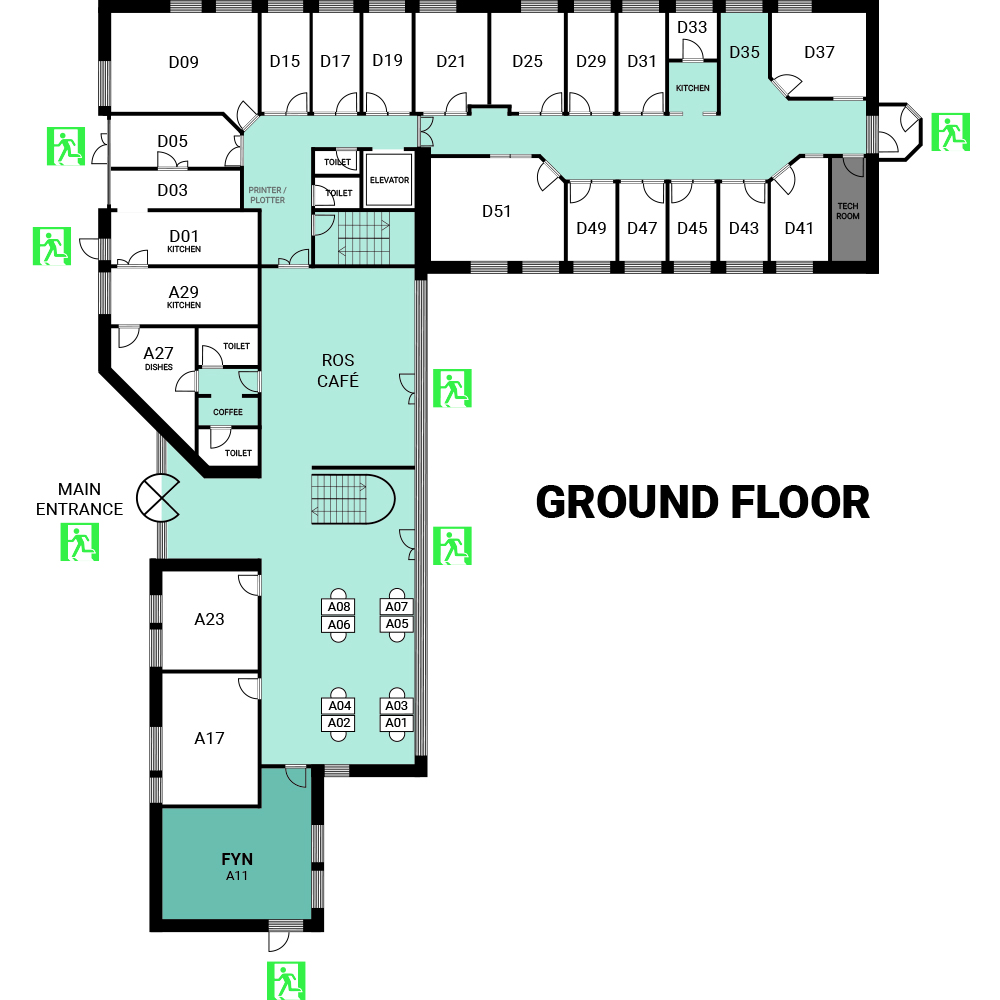 D09
D15
D17
D19
D21
D25
D29
D31
D33
KITCHEN
D35
D37
D05
D03
D01
KITCHEN
PRINTER /
PLOTTER
TOILET
TOILET
ELEVATOR
D51
D49
D47
D45
D43
D41
TECH
ROOM
A29
KITCHEN
A27
DISHES
TOILET
COFFEE
TOILET
ROS
CAFÉ
MAIN
ENTRANCE
GROUND FLOOR
A23
A08
A06
A07
A05
A17
A04
A02
A03
A01
FYN
A11